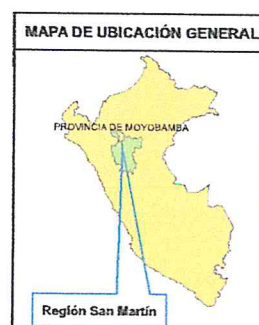 MAPA DE UBICACIÓN GENERAL
PROVINCIA DE MOYOBAMBA
Región San Martín